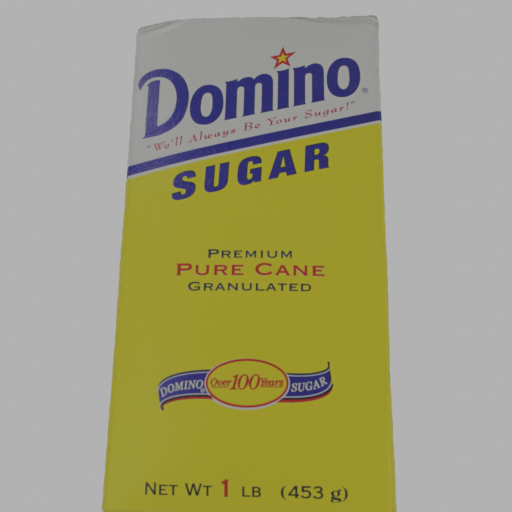 Domino®
"We'll Always Be Your Sugar!"
SUGAR
PREMIUM
PURE CANE
GRANULATED
DOMINO® Over 100 Years SUGAR
NET WT 1 LB (453 g)